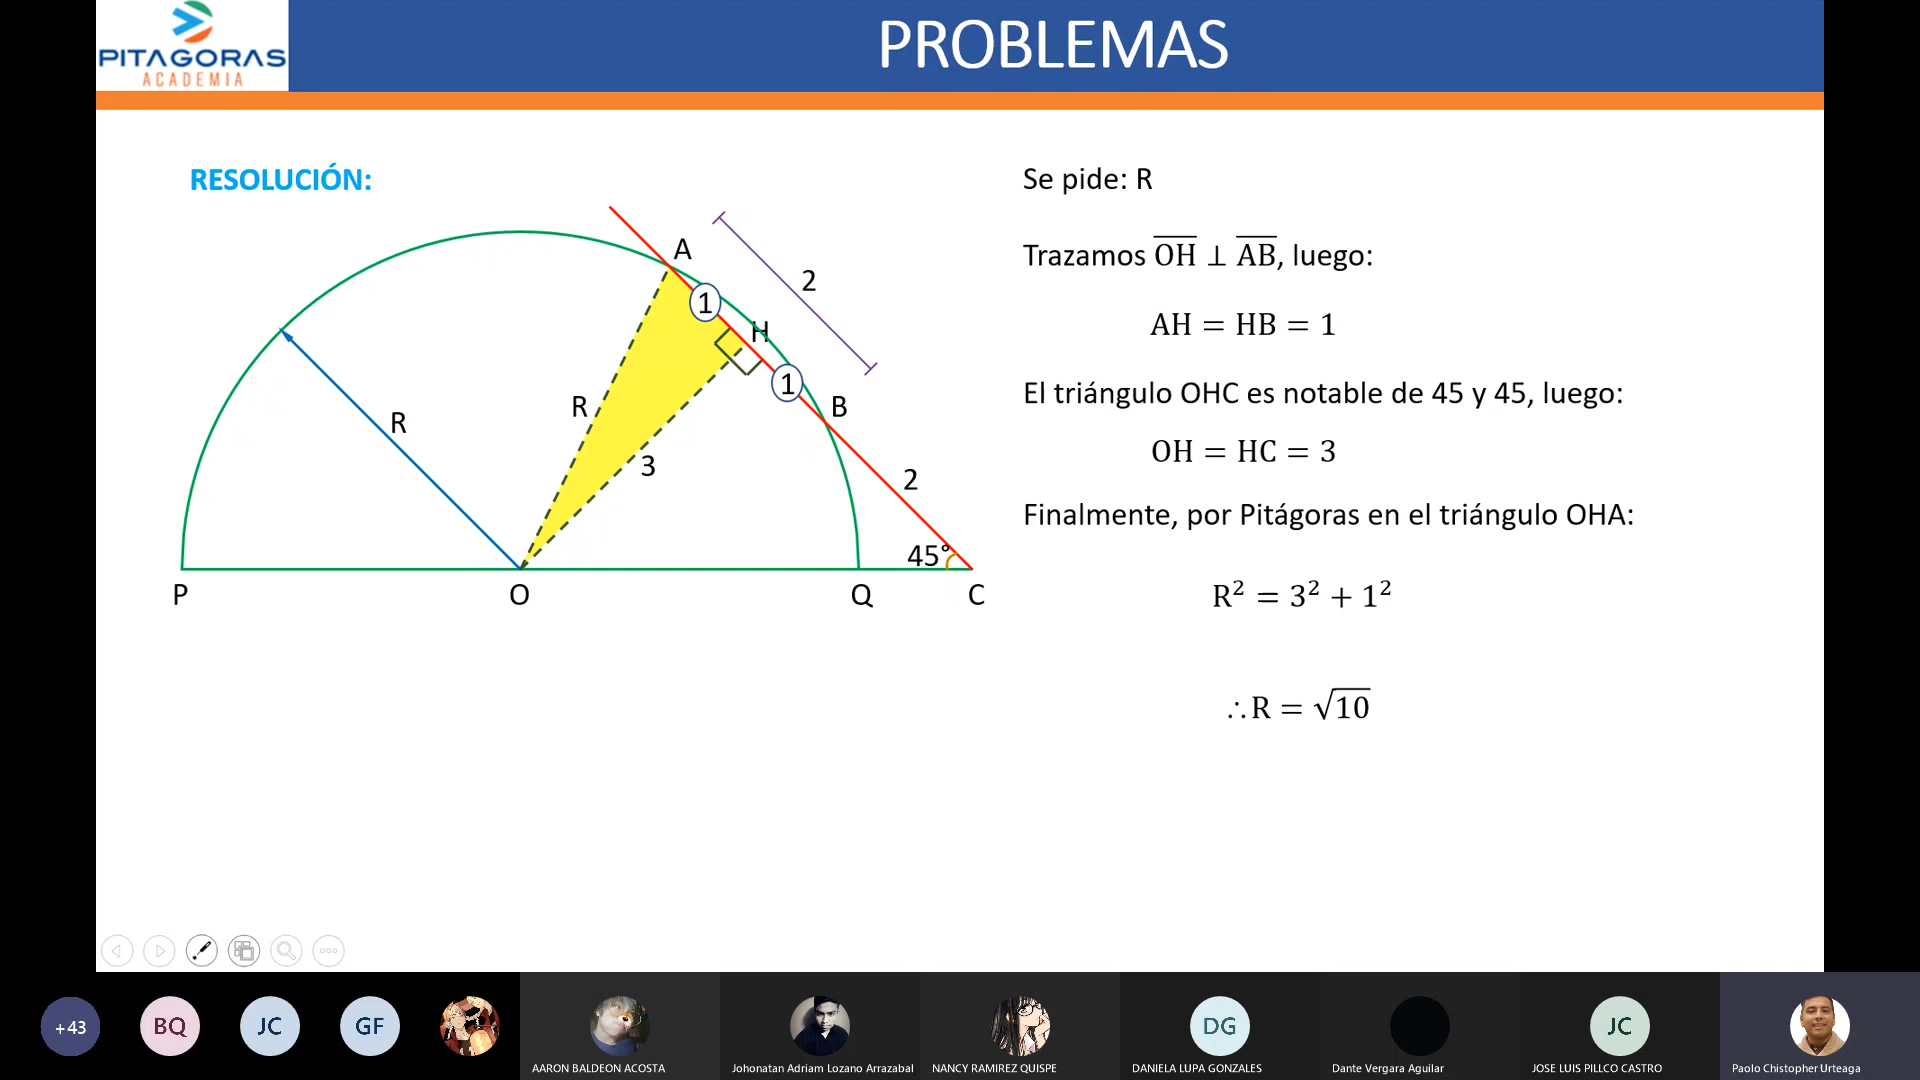 PITAGORAS
ACADEMIA
PROBLEMAS
RESOLUCIÓN:
Se pide: R
Trazamos OH ⊥ AB, luego:
AH = HB = 1
El triángulo OHC es notable de 45 y 45, luego:
OH = HC = 3
Finalmente, por Pitágoras en el triángulo OHA:
R² = 3² + 1²
∴R = √10
A
2
1
H
1
B
R
R
3
2
45°
P
O
Q
C
+43
BQ
JC
GF
AARON BALDEON ACOSTA
Johonatan Adriam Lozano Arrazabal
NANCY RAMIREZ QUISPE
DG
DANIELA LUPA GONZALES
Dante Vergara Aguilar
JC
JOSE LUIS PILLCO CASTRO
Paolo Chistopher Urteaga